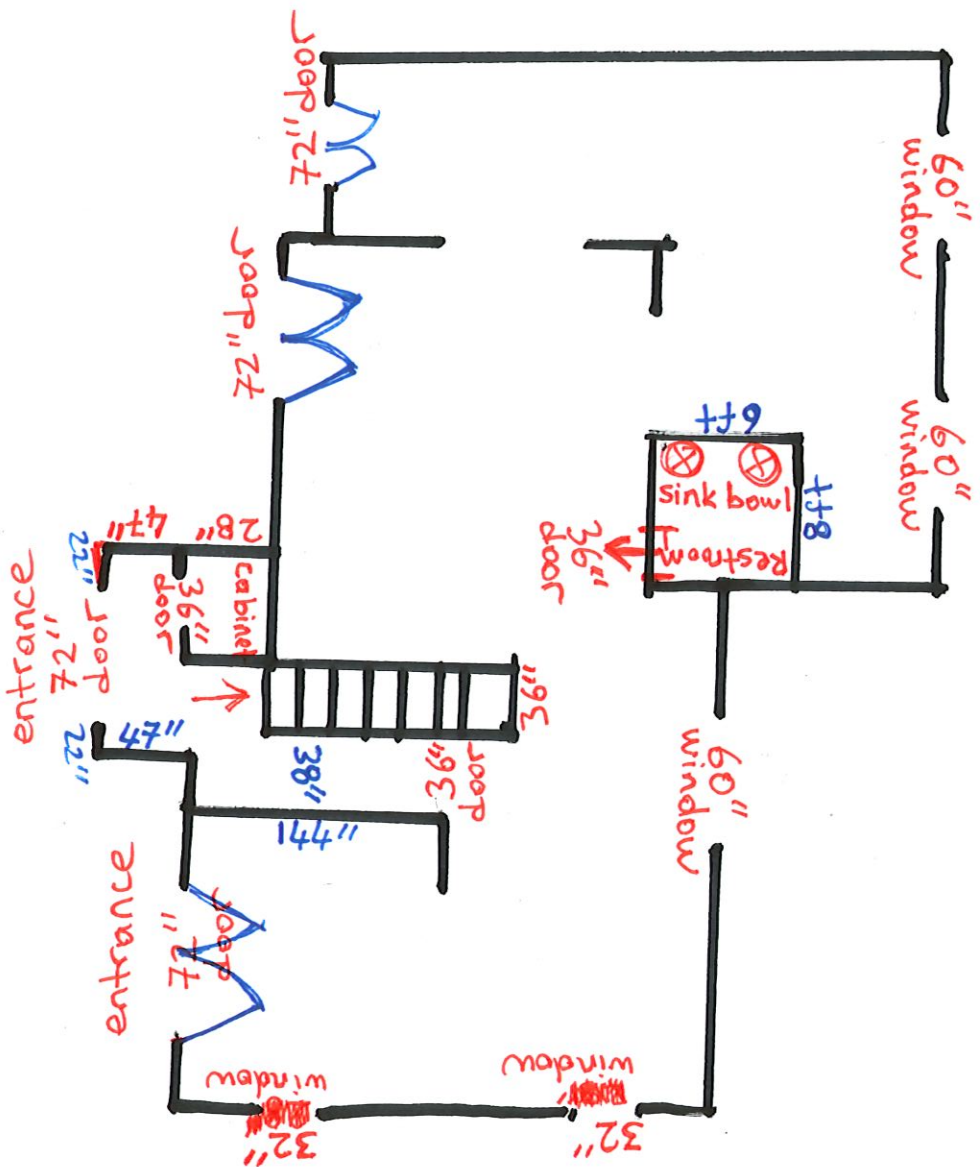 door
72"
door
72"
60"
window
60"
window
6ft
8ft
sink bowl
Restroom
36"
door
47"
28"
22"
cabinet
36"
door
entrance
72"
door
22"
47"
36"
36"
door
38"
144"
60"
window
entrance
door
72"
window
32"
window
32"